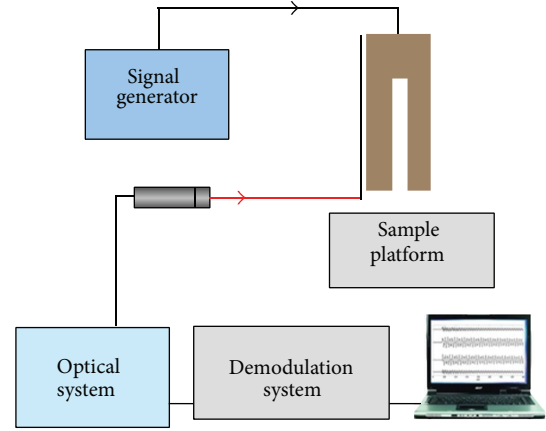 Signal
generator
Sample
platform
Optical
system
Demodulation
system